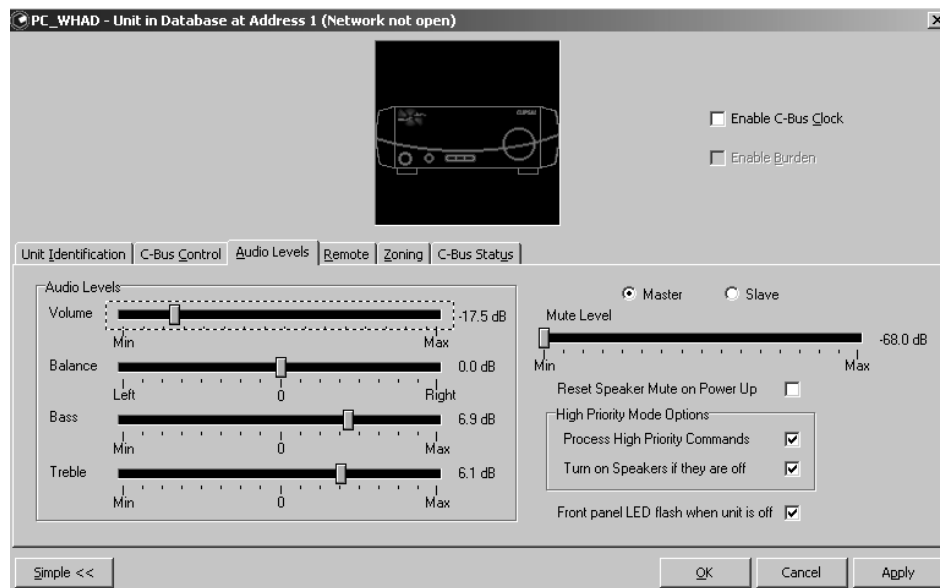 PC_WHAD - Unit in Database at Address 1 (Network not open)
CLIPSAL
Enable C-Bus Clock
Enable Burden
Unit Identification
C-Bus Control
Audio Levels
Remote
Zoning
C-Bus Status
Audio Levels
Volume
-17.5 dB
Min Max
Balance
0.0 dB
Left 0 Right
Bass
6.9 dB
Min 0 Max
Treble
6.1 dB
Min 0 Max
Master Slave
Mute Level
-68.0 dB
Min Max
Reset Speaker Mute on Power Up
High Priority Mode Options
Process High Priority Commands
Turn on Speakers if they are off
Front panel LED flash when unit is off
Simple <<
OK
Cancel
Apply